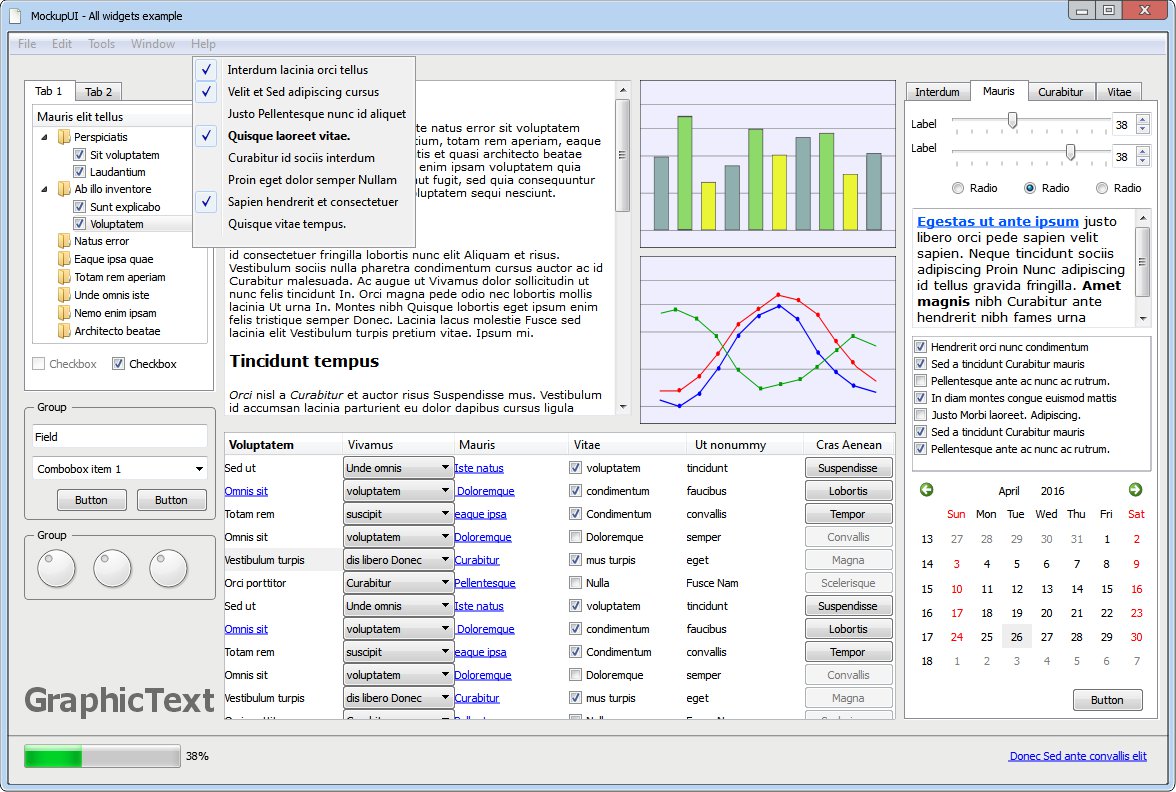 MockupUI - All widgets example
File Edit Tools Window Help
Interdum lacinia orci tellus
Velit et Sed adipiscing cursus
Justo Pellentesque nunc id aliquet
Quisque laoreet vitae.
Curabitur id sociis interdum
Proin eget dolor semper Nullam
Sapien hendrerit et consectetuer
Quisque vitae tempus.
Tab 1 Tab 2
Mauris elit tellus
Perspiciatis
Sit voluptatem
Laudantium
Ab illo inventore
Sunt explicabo
Voluptatem
Natus error
Eaque ipsa quae
Totam rem aperiam
Unde omnis iste
Nemo enim ipsam
Architecto beatae
Checkbox Checkbox
Group
Field
Combobox item 1
Button Button
Group
GraphicText
te natus error sit voluptatem
tium, totam rem aperiam, eaque
tis et quasi architecto beatae
enim ipsam voluptatem quia
ut fugit, sed quia consequuntur
luptatem sequi nesciunt.
id consectetuer fringilla lobortis nunc elit Aliquam et risus.
Vestibulum sociis nulla pharetra condimentum cursus auctor ac id
Curabitur malesuada. Ac augue ut Vivamus dolor sollicitudin ut
nunc felis tincidunt In. Orci magna pede odio nec lobortis mollis
lacinia Ut urna In. Montes nibh Quisque lobortis eget ipsum enim
felis tristique semper Donec. Lacinia lacus molestie Fusce sed
lacinia elit Vestibulum turpis pretium vitae. Ipsum mi.
Tincidunt tempus
Orci nisl a Curabitur et auctor risus Suspendisse mus. Vestibulum
id accumsan lacinia parturient eu dolor dapibus cursus ligula
Voluptatem Vivamus Mauris Vitae Ut nonummy Cras Aenean
Sed ut Unde omnis Iste natus voluptatem tincidunt Suspendisse
Omnis sit voluptatem Doloremque condimentum faucibus Lobortis
Totam rem suscipit eaque ipsa Condimentum convallis Tempor
Omnis sit voluptatem Doloremque Doloremque semper Convallis
Vestibulum turpis dis libero Donec Curabitur mus turpis eget Magna
Orci porttitor Curabitur Pellentesque Nulla Fusce Nam Scelerisque
Sed ut Unde omnis Iste natus voluptatem tincidunt Suspendisse
Omnis sit voluptatem Doloremque condimentum faucibus Lobortis
Totam rem suscipit eaque ipsa Condimentum convallis Tempor
Omnis sit voluptatem Doloremque Doloremque semper Convallis
Vestibulum turpis dis libero Donec Curabitur mus turpis eget Magna
Interdum Mauris Curabitur Vitae
Label 38
Label 38
Radio Radio Radio
Egestas ut ante ipsum justo
libero orci pede sapien velit
sapien. Neque tincidunt sociis
adipiscing Proin Nunc adipiscing
id tellus gravida fringilla. Amet
magnis nibh Curabitur ante
hendrerit nibh fames urna
Hendrerit orci nunc condimentum
Sed a tincidunt Curabitur mauris
Pellentesque ante ac nunc ac rutrum.
In diam montes congue euismod mattis
Justo Morbi laoreet. Adipiscing.
Sed a tincidunt Curabitur mauris
Pellentesque ante ac nunc ac rutrum.
April 2016
Sun Mon Tue Wed Thu Fri Sat
13 27 28 29 30 31 1 2
14 3 4 5 6 7 8 9
15 10 11 12 13 14 15 16
16 17 18 19 20 21 22 23
17 24 25 26 27 28 29 30
18 1 2 3 4 5 6 7
Button
38%
Donec Sed ante convallis elit